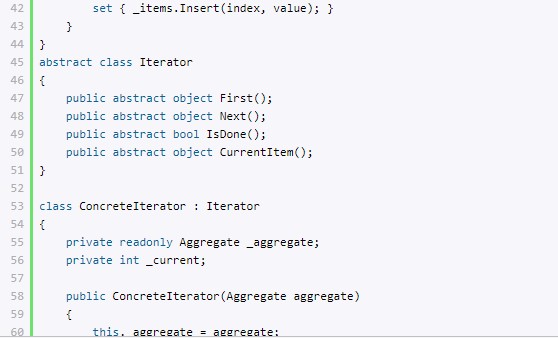 42 set { _items.Insert(index, value); }
43 }
44 }
45 abstract class Iterator
46 {
47 public abstract object First();
48 public abstract object Next();
49 public abstract bool IsDone();
50 public abstract object CurrentItem();
51 }
52
53 class ConcreteIterator : Iterator
54 {
55 private readonly Aggregate _aggregate;
56 private int _current;
57
58 public ConcreteIterator(Aggregate aggregate)
59 {
60 this._aggregate = aggregate;